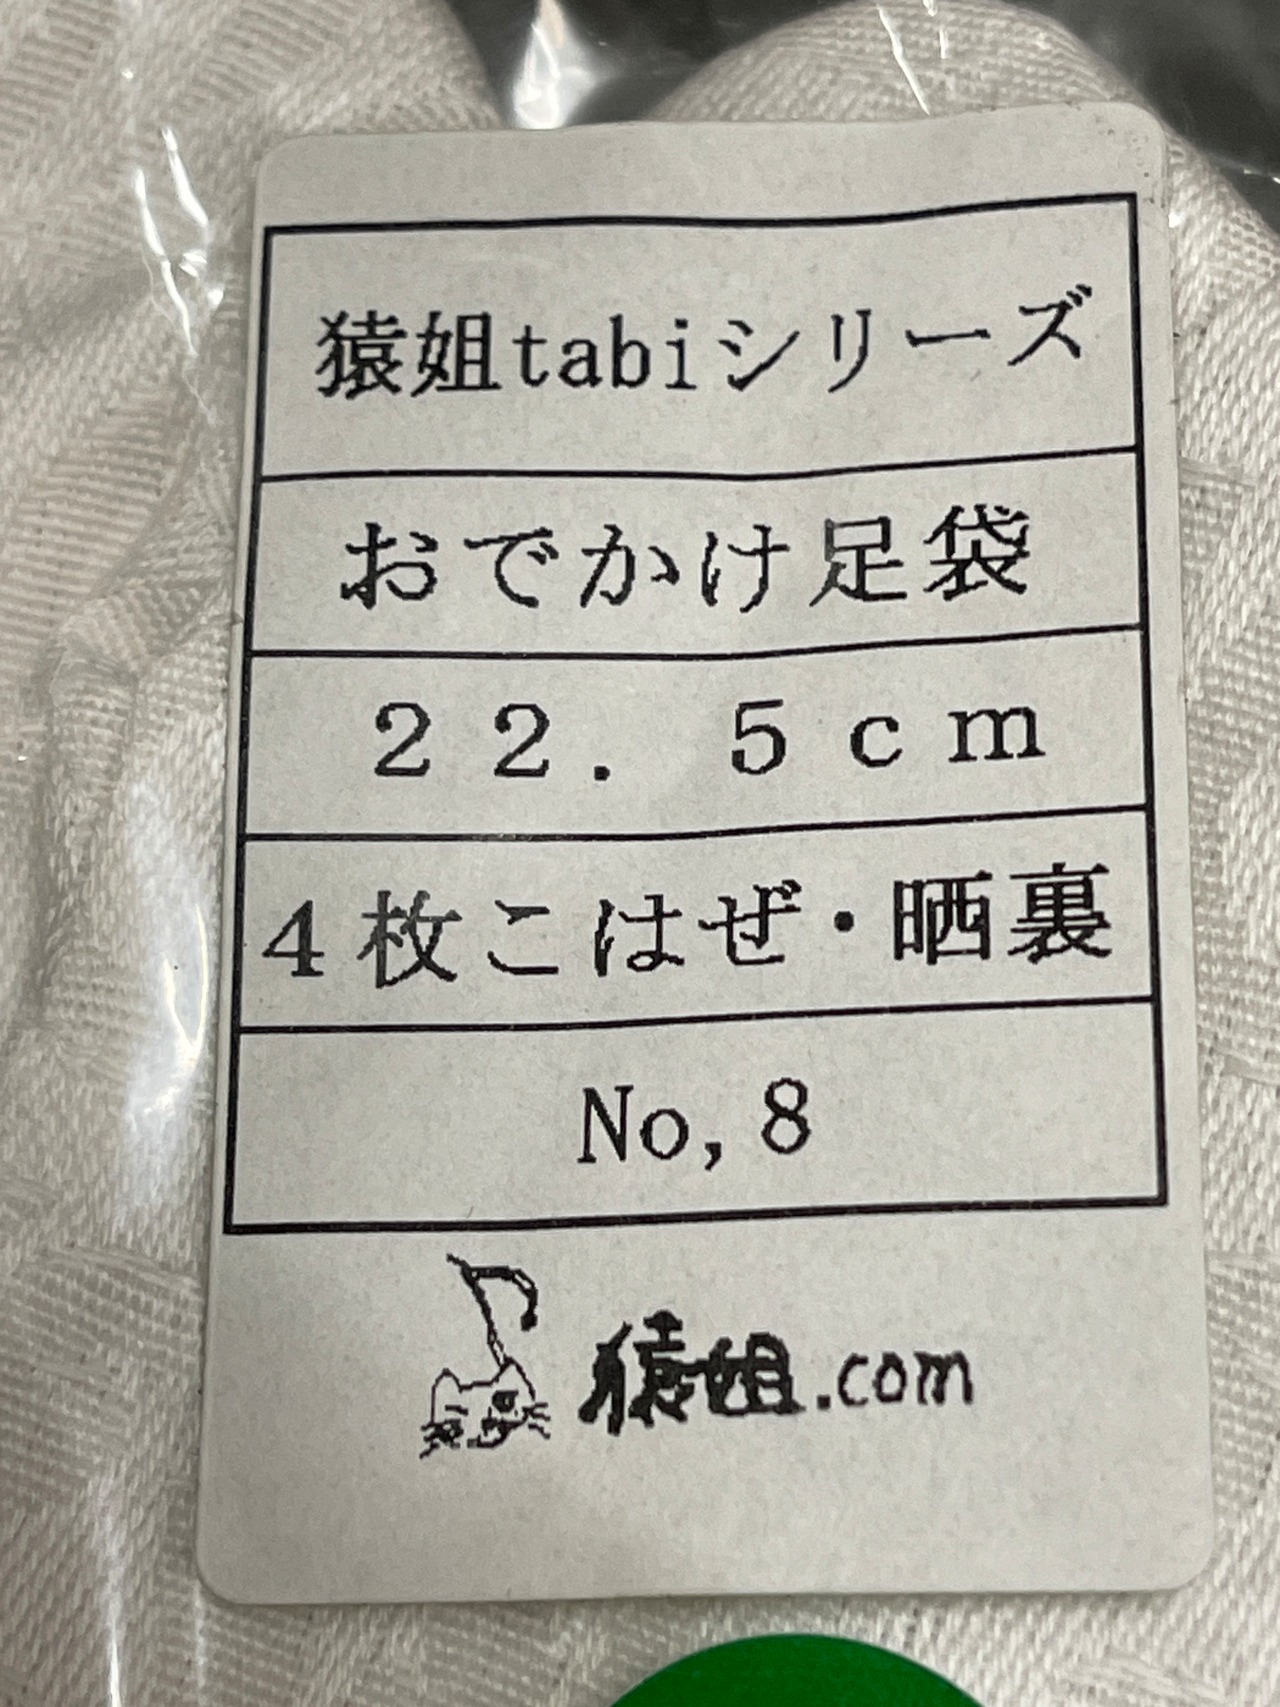 猿姐tabiシリーズ
おでかけ足袋
２２．５ｃｍ
４枚こはぜ・晒裏
No,8
猿姐.com